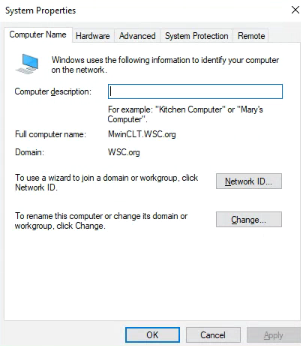 System Properties
Computer Name Hardware Advanced System Protection Remote
Windows uses the following information to identify your computer
on the network.
Computer description:
For example: "Kitchen Computer" or "Mary's
Computer".
Full computer name: MwinCLT.WSC.org
Domain: WSC.org
To use a wizard to join a domain or workgroup, click
Network ID.
Network ID...
To rename this computer or change its domain or
workgroup, click Change.
Change...
OK Cancel Apply